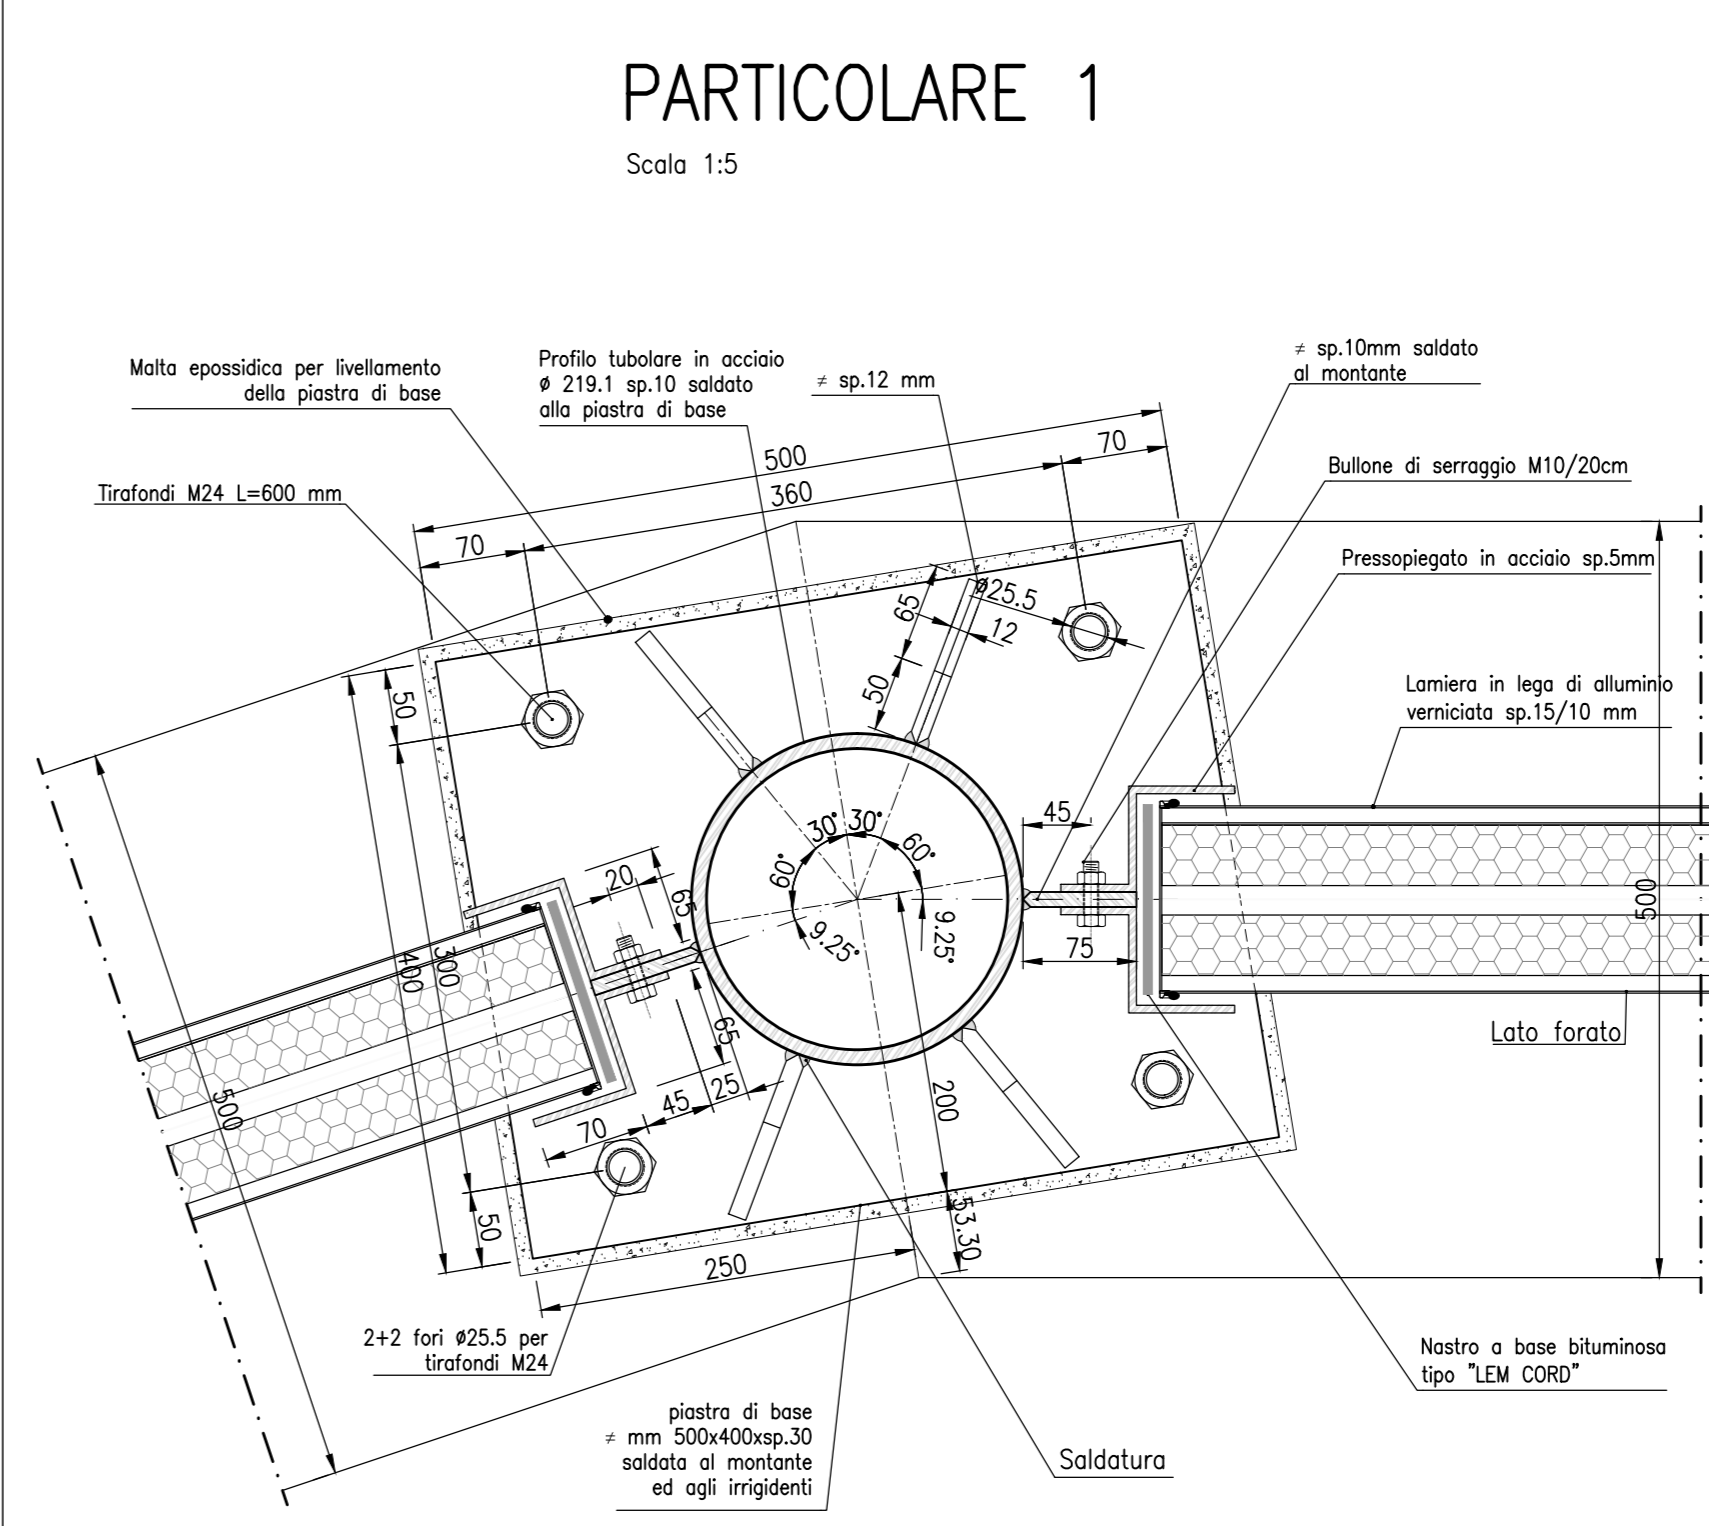 PARTICOLARE 1
Scala 1:5
Malta epossidica per livellamento
della piastra di base
Profilo tubolare in acciaio
ø 219.1 sp.10 saldato
alla piastra di base
≠ sp.12 mm
≠ sp.10mm saldato
al montante
Tirafondi M24 L=600 mm
Bullone di serraggio M10/20cm
Pressopiegato in acciaio sp.5mm
Lamiera in lega di alluminio
verniciata sp.15/10 mm
500
70
360
70
ø25.5
65
12
50
50
45
30°
30°
60°
60°
9.25°
9.25°
20
65
75
500
300
400
65
25
45
70
200
500
Lato forato
50
53.30
250
2+2 fori ø25.5 per
tirafondi M24
Nastro a base bituminosa
tipo "LEM CORD"
piastra di base
≠ mm 500x400xsp.30
saldata al montante
ed agli irrigidenti
Saldatura